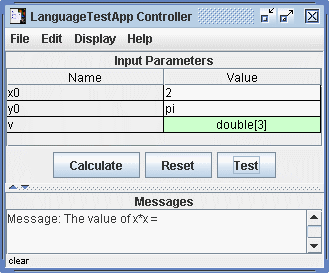 LanguageTestApp Controller
File Edit Display Help
Input Parameters
Name Value
x0 2
y0 pi
v double[3]
Calculate Reset Test
Messages
Message: The value of x*x =
clear